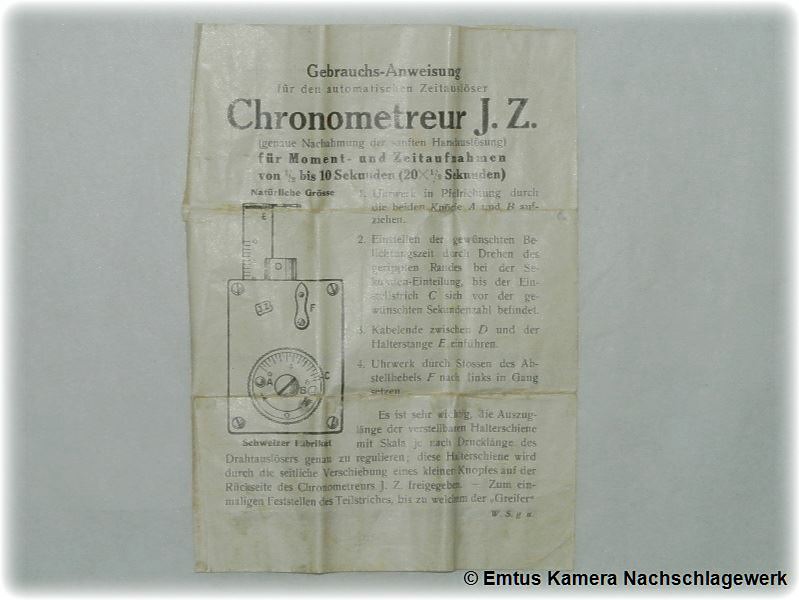 Gebrauchs-Anweisung
für den automatischen Zeitauslöser
Chronometreur J. Z.
(genaue Nachahmung der sanften Handauslösung)
für Moment- und Zeitaufnahmen
von ½ bis 10 Sekunden (20×½ Sekunden)
Natürliche Grösse
E
J Z
F
A
B
C
Schweizer Fabrikat
1. Uhrwerk in Pfeilrichtung durch
die beiden Knöpfe A und B auf-
ziehen.
2. Einstellen der gewünschten Be-
lichtungszeit durch Drehen des
gerippten Randes bei der Se-
kunden-Einteilung, bis der Ein-
stellstrich C sich vor der ge-
wünschten Sekundenzahl befindet.
3. Kabelende zwischen D und der
Halterstange E einführen.
4. Uhrwerk durch Stossen des Ab-
stellhebels F nach links in Gang
setzen.
Es ist sehr wichtig, die Auszug-
länge der verstellbaren Halterschiene
mit Skala je nach Drucklänge des
Drahtauslösers genau zu regulieren; diese Halterschiene wird
durch die seitliche Verschiebung eines kleinen Knopfes auf der
Rückseite des Chronometreurs J. Z. freigegeben. — Zum ein-
maligen Feststellen des Teilstriches, bis zu welchem der „Greifer"
W. S. g. u.
© Emtus Kamera Nachschlagewerk